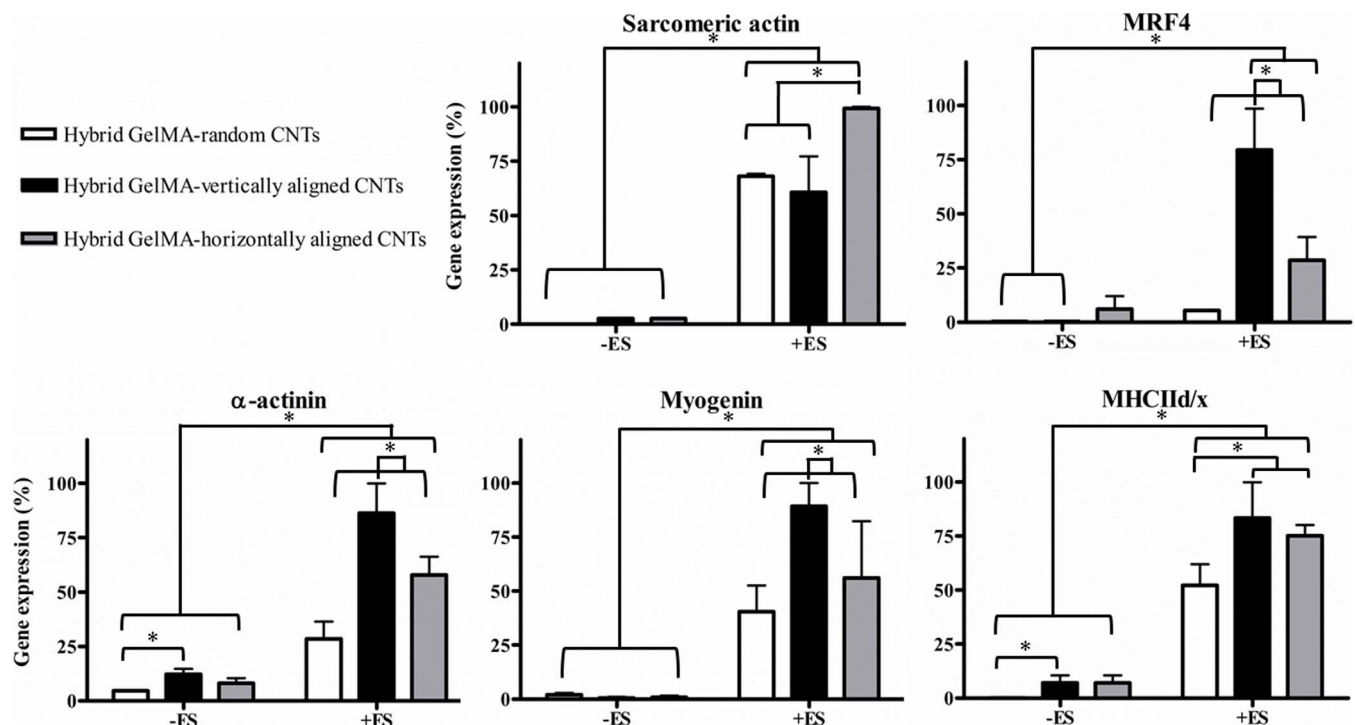 Sarcomeric actin
*
*
100
75
50
25
0
Gene expression (%)
-ES
+ES
MRF4
*
*
100
75
50
25
0
-ES
+ES
Hybrid GelMA-random CNTs
Hybrid GelMA-vertically aligned CNTs
Hybrid GelMA-horizontally aligned CNTs
α-actinin
*
*
*
100
75
50
25
0
Gene expression (%)
-ES
+ES
Myogenin
*
*
100
75
50
25
0
-ES
+ES
MHCIId/x
*
*
*
100
75
50
25
0
-ES
+ES